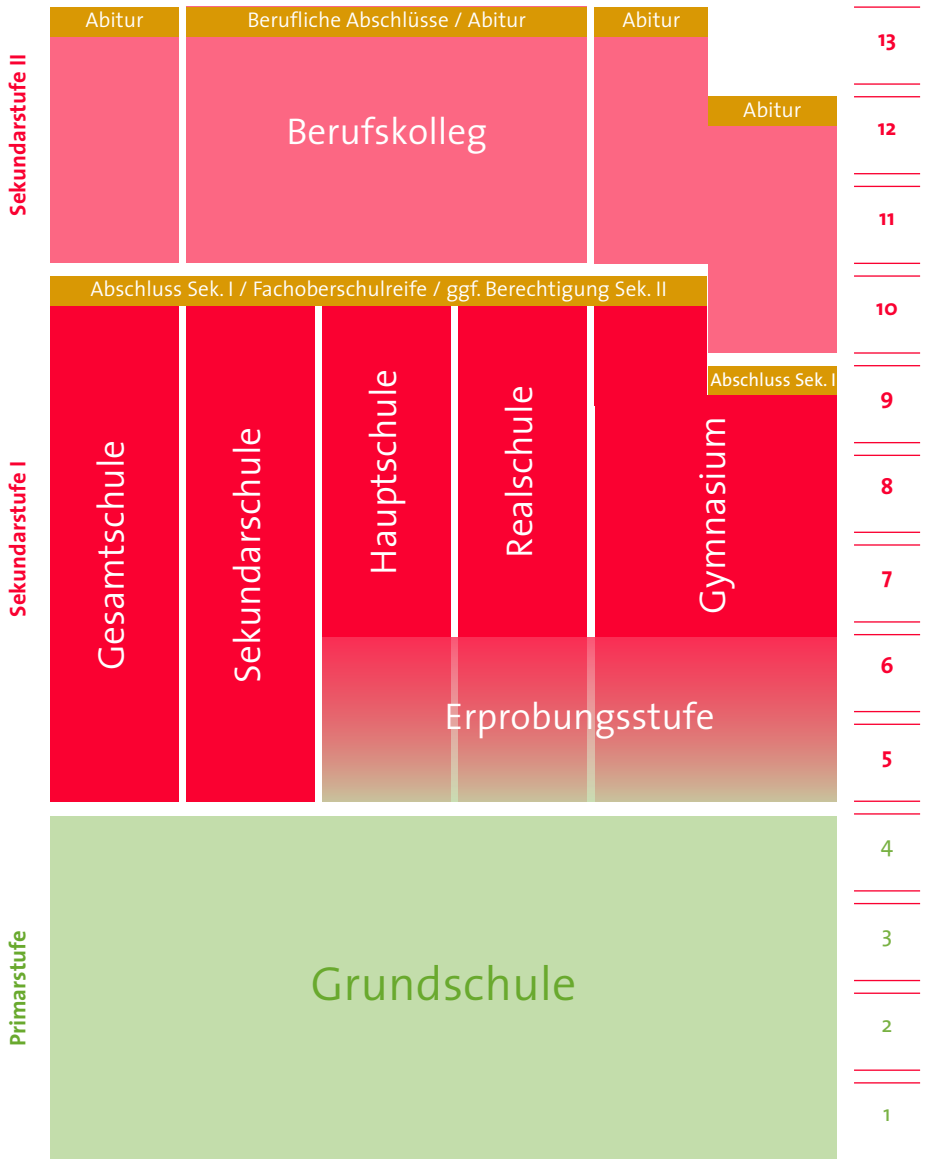 Abitur
Berufliche Abschlüsse / Abitur
Abitur
13
Sekundarstufe II
Berufskolleg
Abitur
12
11
Abschluss Sek. I / Fachoberschulreife / ggf. Berechtigung Sek. II
10
Abschluss Sek. I
9
Sekundarstufe I
Gesamtschule
Sekundarschule
Hauptschule
Realschule
Gymnasium
8
7
6
Erprobungsstufe
5
4
Primarstufe
Grundschule
3
2
1